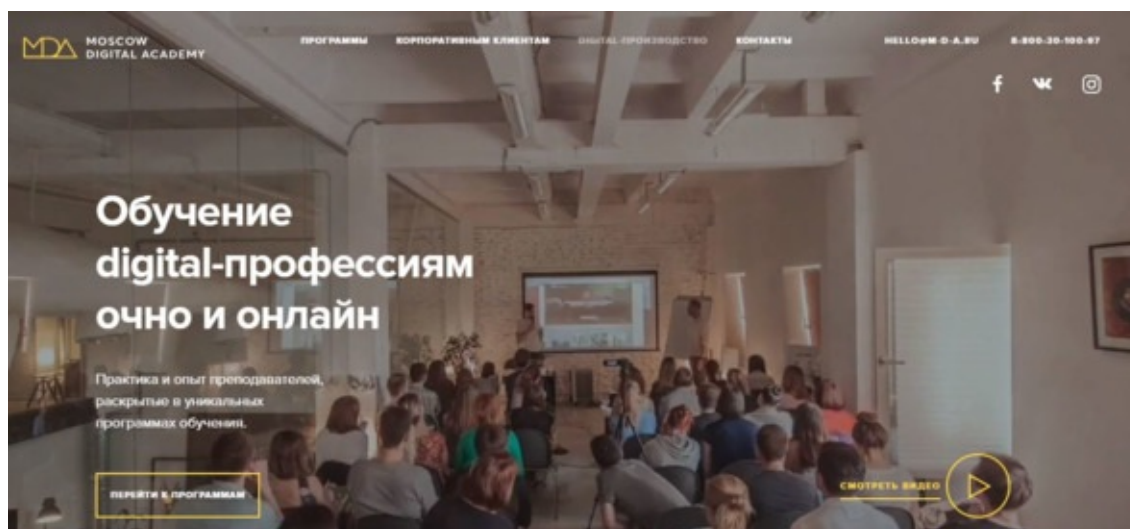 MDA
MOSCOW
DIGITAL ACADEMY
ПРОГРАММЫ
КОРПОРАТИВНЫМ КЛИЕНТАМ
DIGITAL-ПРОИЗВОДСТВО
КОНТАКТЫ
HELLO@M-D-A.RU
8-800-30-100-67
Обучение
digital-профессиям
очно и онлайн
Практика и опыт преподавателей,
раскрытые в уникальных
программах обучения.
ПЕРЕЙТИ К ПРОГРАММАМ
СМОТРЕТЬ ВИДЕО